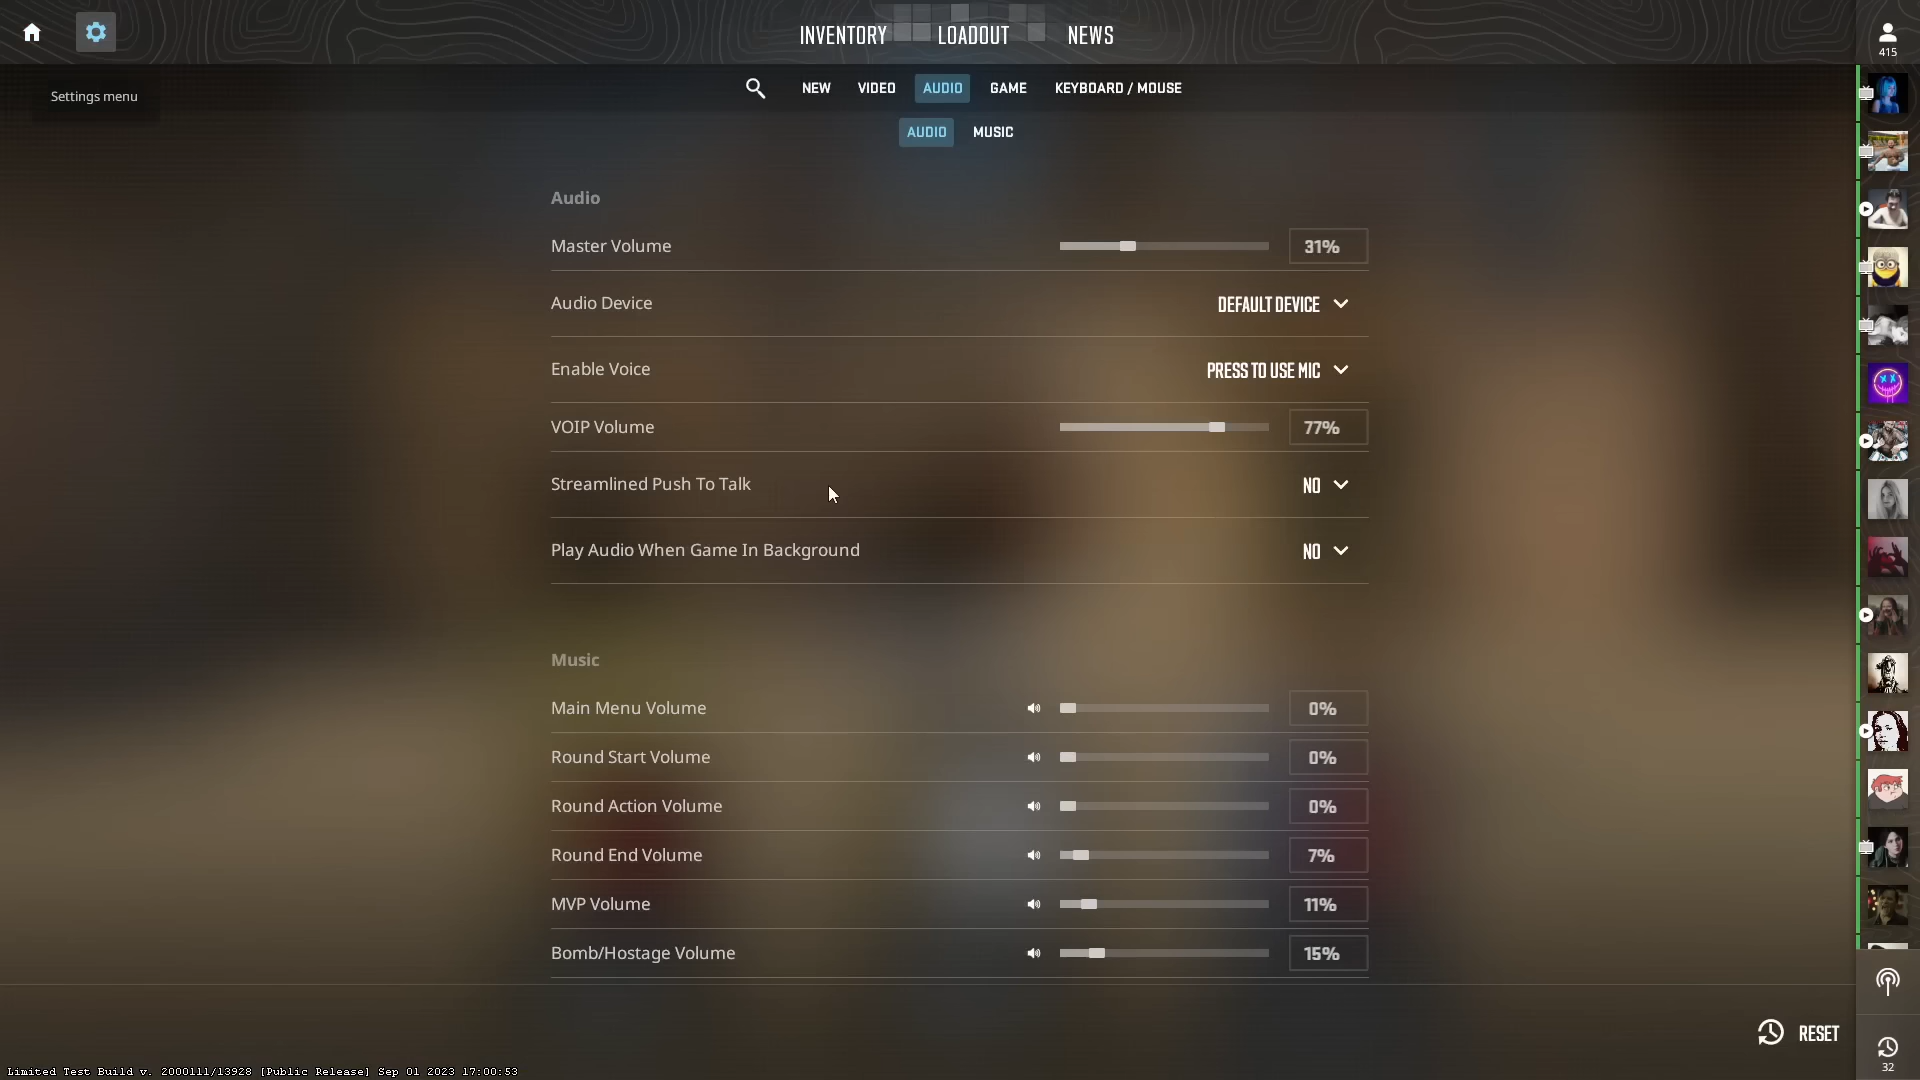 INVENTORY LOADOUT NEWS
415
Settings menu
NEW VIDEO AUDIO GAME KEYBOARD / MOUSE
AUDIO MUSIC
Audio
Master Volume 31%
Audio Device DEFAULT DEVICE
Enable Voice PRESS TO USE MIC
VOIP Volume 77%
Streamlined Push To Talk NO
Play Audio When Game In Background NO
Music
Main Menu Volume 0%
Round Start Volume 0%
Round Action Volume 0%
Round End Volume 7%
MVP Volume 11%
Bomb/Hostage Volume 15%
RESET
32
Limited Test Build v. 2000111/13928 [Public Release] Sep 01 2023 17:00:53